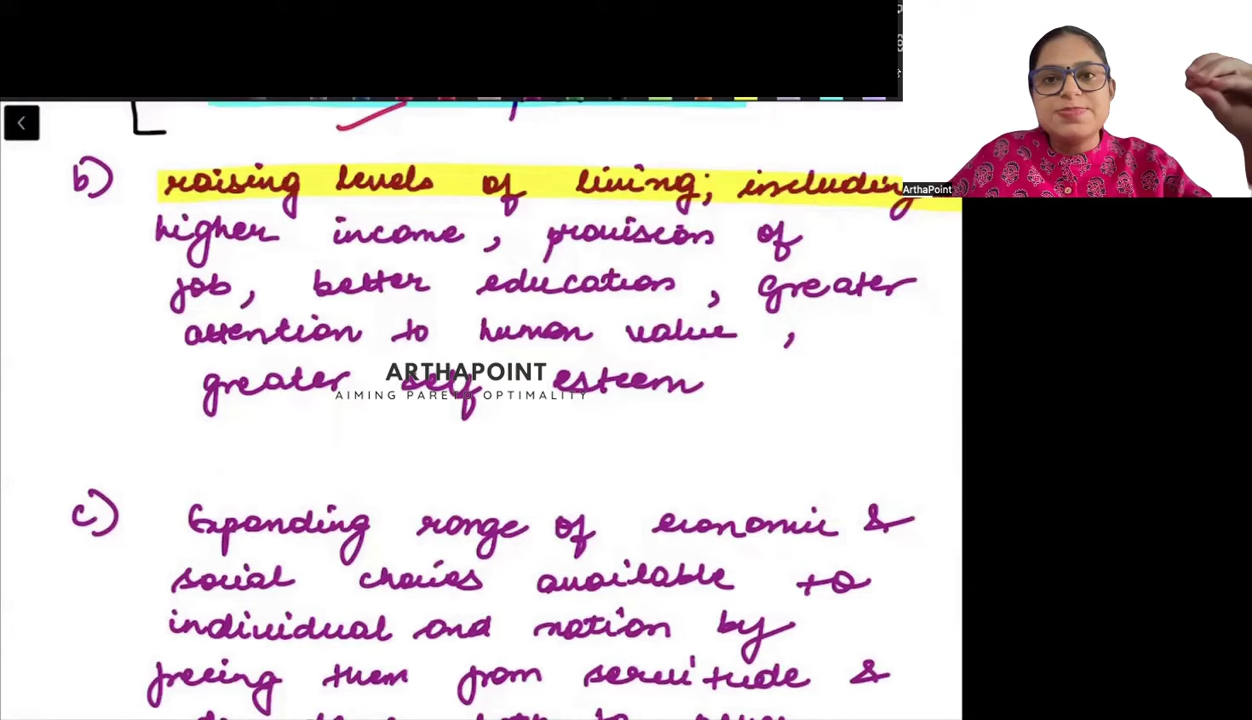 ArthaPoint
b) raising levels of living; including
higher income, provision of
job, better education, greater
attention to human value,
greater self esteem
ARTHAPOINT
AIMING PARETO OPTIMALITY
c) Expanding range of economic &
social choices available to
individual and nation by
freeing them from servitude &